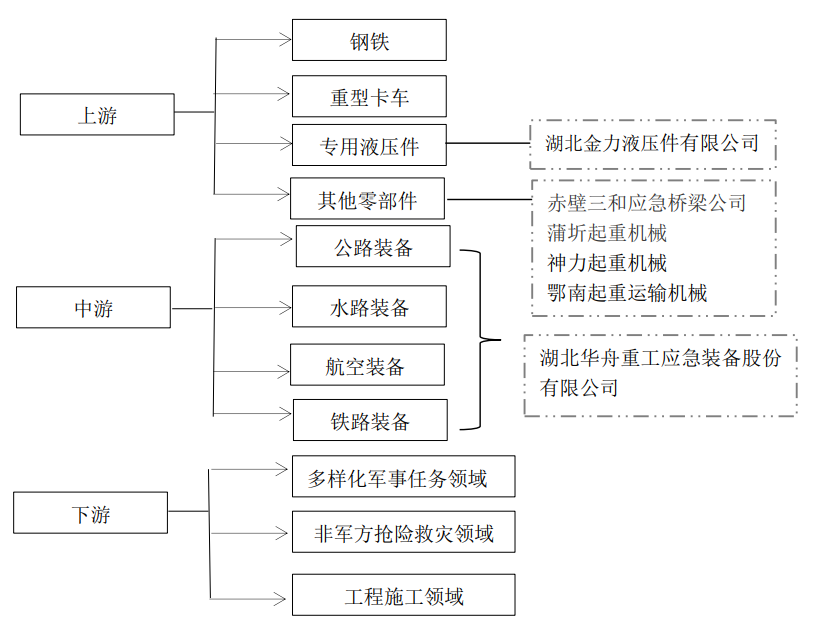 钢铁
重型卡车
上游
专用液压件
湖北金力液压件有限公司
其他零部件
赤壁三和应急桥梁公司
蒲圻起重机械
神力起重机械
鄂南起重运输机械
公路装备
中游
水路装备
航空装备
铁路装备
湖北华舟重工应急装备股份
有限公司
多样化军事任务领域
下游
非军方抢险救灾领域
工程施工领域